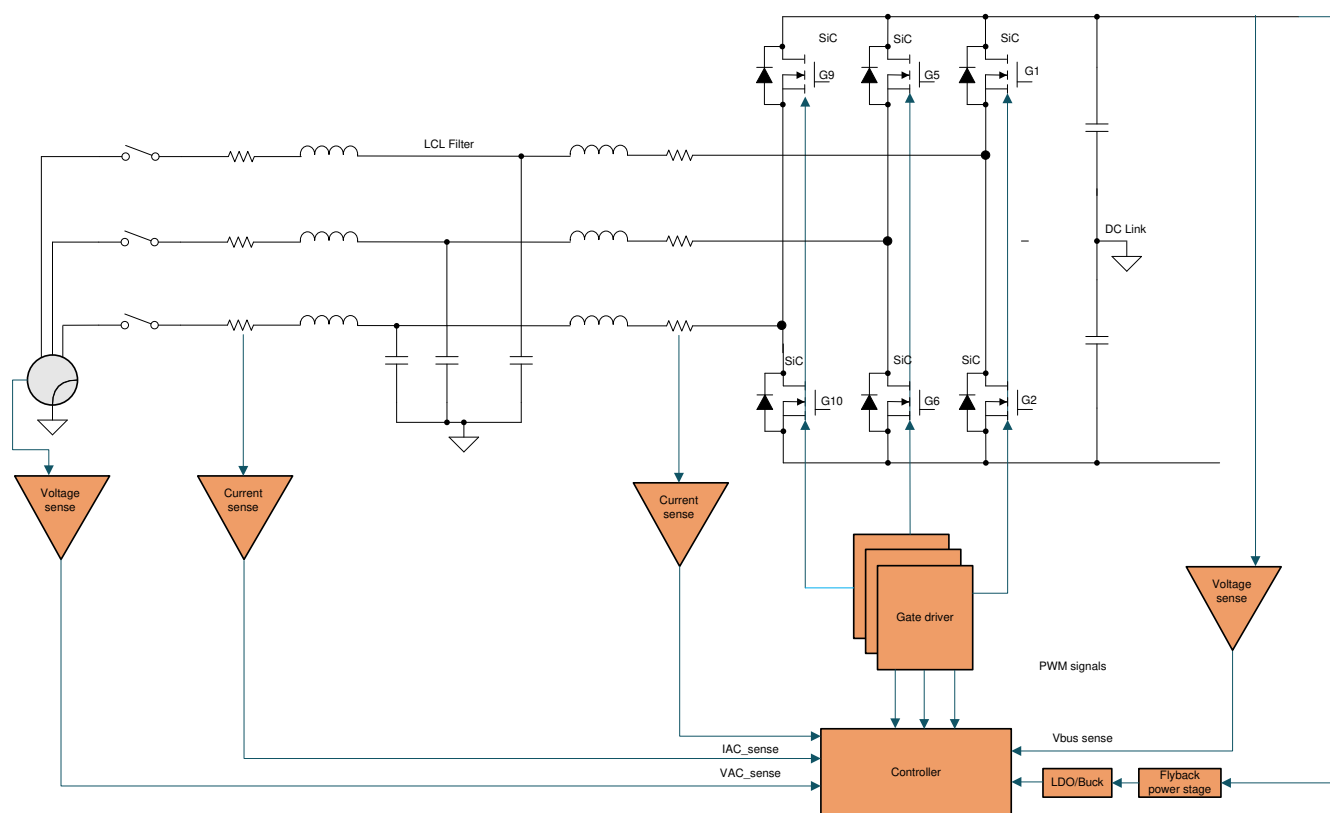 SiC
SiC
SiC
G9
G5
G1
LCL Filter
DC Link
SiC
SiC
SiC
G10
G6
G2
Voltage
sense
Current
sense
Current
sense
Voltage
sense
Gate driver
PWM signals
Vbus sense
IAC_sense
VAC_sense
Controller
LDO/Buck
Flyback
power stage